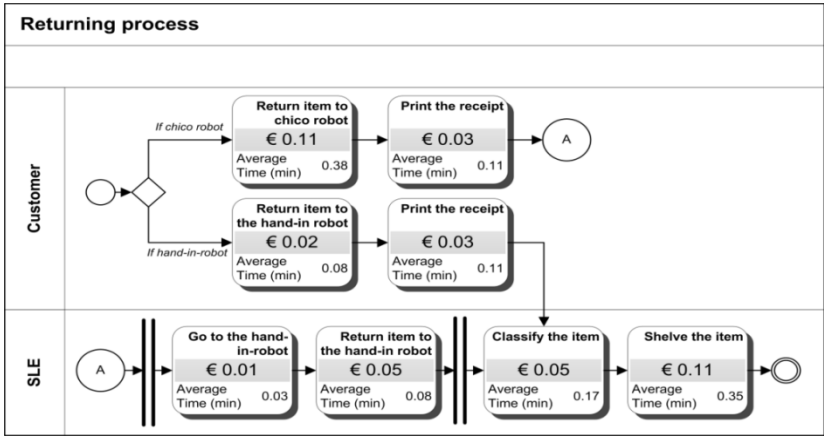 Returning process
Customer
If chico robot
Return item to
chico robot
€ 0.11
Average
Time (min) 0.38
Print the receipt
€ 0.03
Average
Time (min) 0.11
A
If hand-in-robot
Return item to
the hand-in robot
€ 0.02
Average
Time (min) 0.08
Print the receipt
€ 0.03
Average
Time (min) 0.11
SLE
A
Go to the hand-
in-robot
€ 0.01
Average
Time (min) 0.03
Return item to
the hand-in robot
€ 0.05
Average
Time (min) 0.08
Classify the item
€ 0.05
Average
Time (min) 0.17
Shelve the item
€ 0.11
Average
Time (min) 0.35